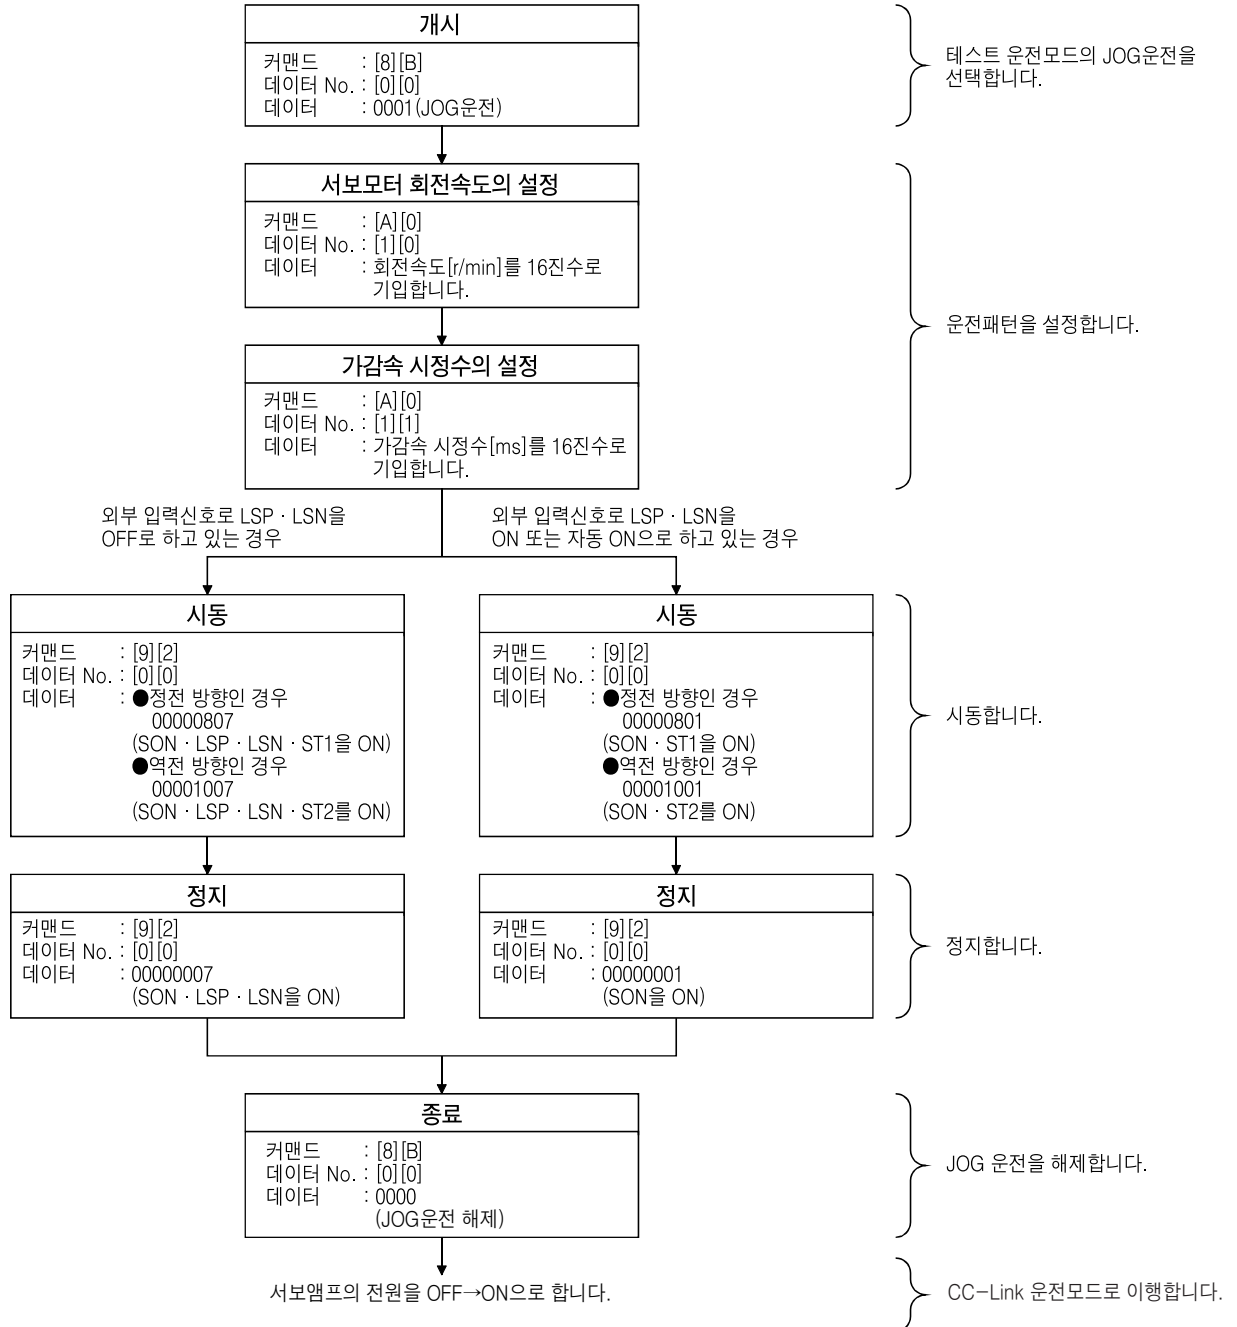 개시
커맨드 : [8][B]
데이터 No. : [0][0]
데이터 : 0001(JOG운전)
테스트 운전모드의 JOG운전을
선택합니다.
서보모터 회전속도의 설정
커맨드 : [A][0]
데이터 No. : [1][0]
데이터 : 회전속도[r/min]를 16진수로
기입합니다.
가감속 시정수의 설정
커맨드 : [A][0]
데이터 No. : [1][1]
데이터 : 가감속 시정수[ms]를 16진수로
기입합니다.
운전패턴을 설정합니다.
외부 입력신호로 LSP · LSN을
OFF로 하고 있는 경우
외부 입력신호로 LSP · LSN을
ON 또는 자동 ON으로 하고 있는 경우
시동
커맨드 : [9][2]
데이터 No. : [0][0]
데이터 : ●정전 방향인 경우
00000807
(SON · LSP · LSN · ST1을 ON)
●역전 방향인 경우
00001007
(SON · LSP · LSN · ST2를 ON)
시동
커맨드 : [9][2]
데이터 No. : [0][0]
데이터 : ●정전 방향인 경우
00000801
(SON · ST1을 ON)
●역전 방향인 경우
00001001
(SON · ST2를 ON)
시동합니다.
정지
커맨드 : [9][2]
데이터 No. : [0][0]
데이터 : 00000007
(SON · LSP · LSN을 ON)
정지
커맨드 : [9][2]
데이터 No. : [0][0]
데이터 : 00000001
(SON을 ON)
정지합니다.
종료
커맨드 : [8][B]
데이터 No. : [0][0]
데이터 : 0000
(JOG운전 해제)
JOG 운전을 해제합니다.
서보앰프의 전원을 OFF→ON으로 합니다.
CC-Link 운전모드로 이행합니다.